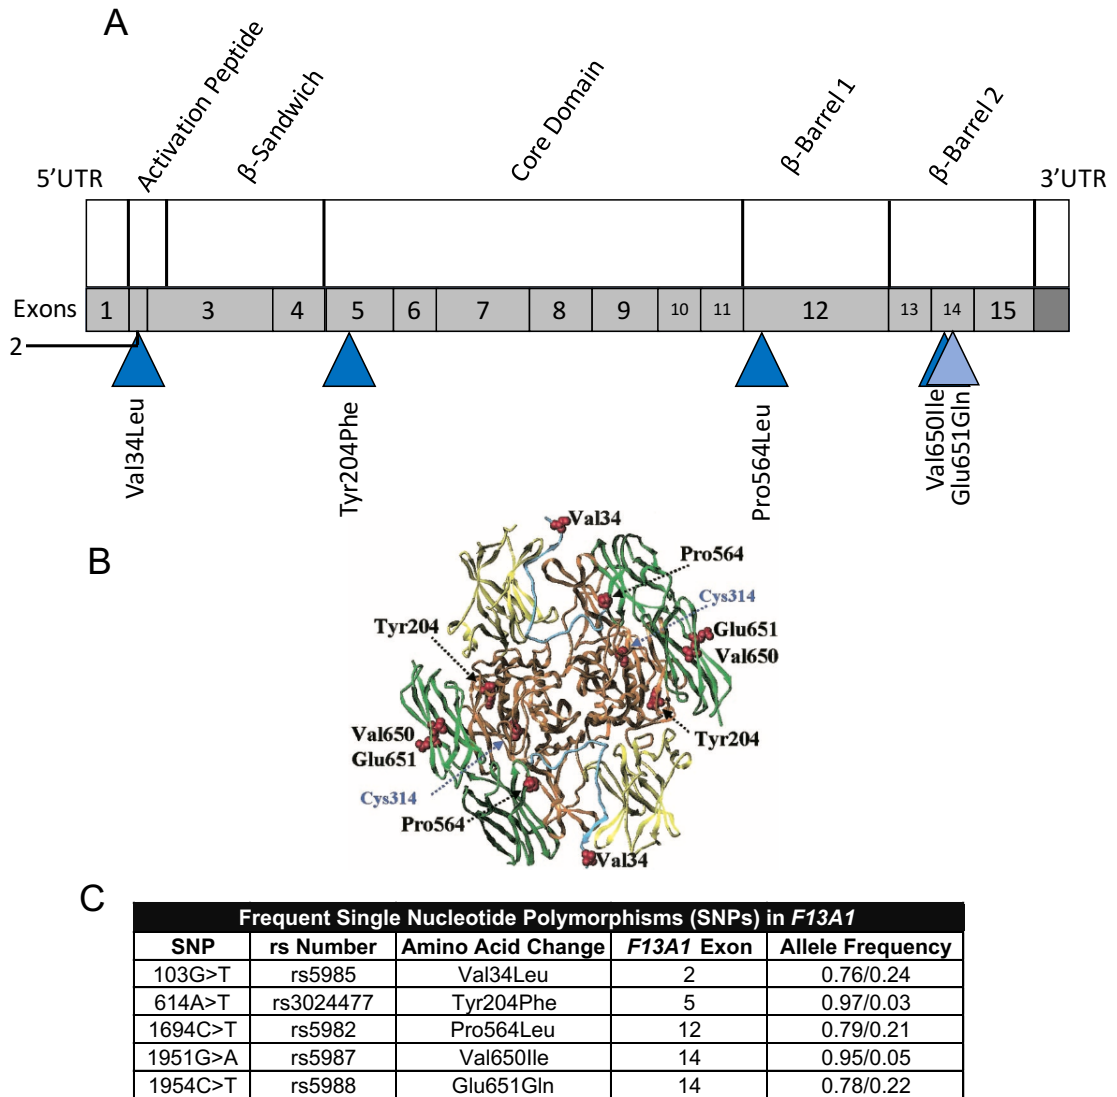 A
Activation Peptide
β-Sandwich
Core Domain
β-Barrel 1
β-Barrel 2
5’UTR
3’UTR
Exons 1 3 4 5 6 7 8 9 10 11 12 13 14 15
2
Val34Leu
Tyr204Phe
Pro564Leu
Val650Ile
Glu651Gln
B
Val34
Pro564
Cys314
Tyr204
Glu651
Val650
Val650
Glu651
Tyr204
Cys314
Pro564
Val34
C
Frequent Single Nucleotide Polymorphisms (SNPs) in F13A1
SNP rs Number Amino Acid Change F13A1 Exon Allele Frequency
103G>T rs5985 Val34Leu 2 0.76/0.24
614A>T rs3024477 Tyr204Phe 5 0.97/0.03
1694C>T rs5982 Pro564Leu 12 0.79/0.21
1951G>A rs5987 Val650Ile 14 0.95/0.05
1954C>T rs5988 Glu651Gln 14 0.78/0.22